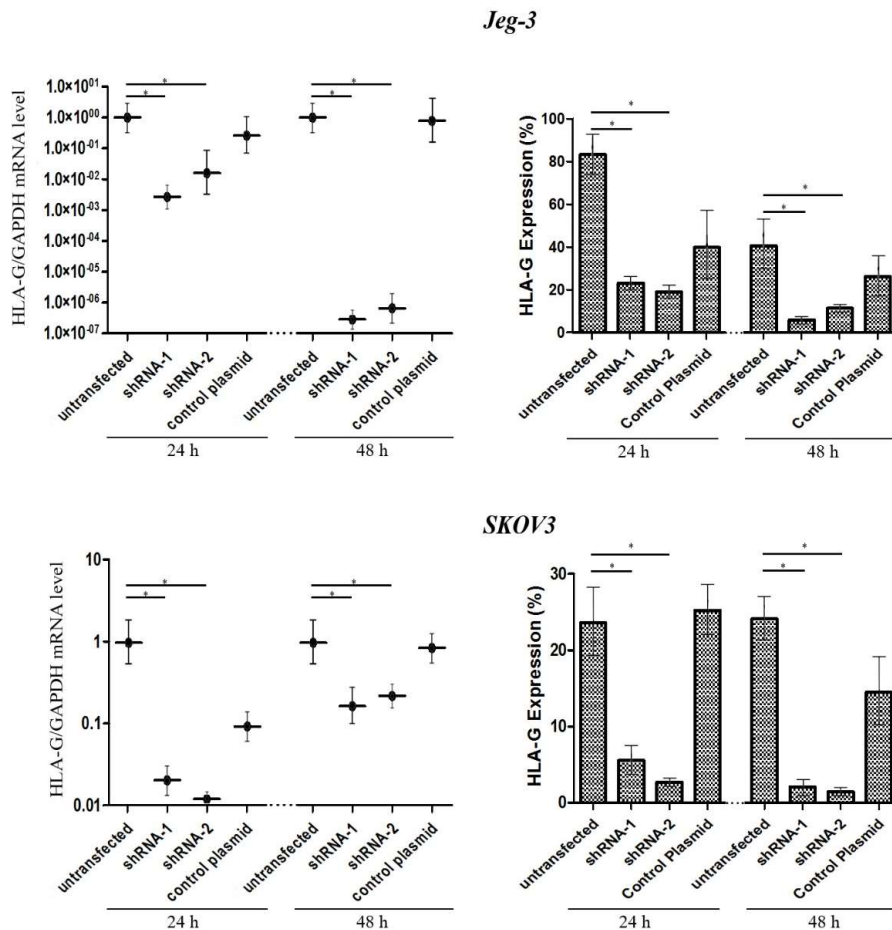 Jeg-3
HLA-G/GAPDH mRNA level
1.0×10⁰¹
1.0×10⁰⁰
1.0×10⁻⁰¹
1.0×10⁻⁰²
1.0×10⁻⁰³
1.0×10⁻⁰⁴
1.0×10⁻⁰⁵
1.0×10⁻⁰⁶
1.0×10⁻⁰⁷
* * * *
untransfected shRNA-1 shRNA-2 control plasmid untransfected shRNA-1 shRNA-2 control plasmid
24 h 48 h
HLA-G Expression (%)
100
80
60
40
20
0
* * * *
untransfected shRNA-1 shRNA-2 Control Plasmid untransfected shRNA-1 shRNA-2 Control Plasmid
24 h 48 h
SKOV3
HLA-G/GAPDH mRNA level
10
1
0.1
0.01
* * * *
untransfected shRNA-1 shRNA-2 control plasmid untransfected shRNA-1 shRNA-2 control plasmid
24 h 48 h
HLA-G Expression (%)
30
20
10
0
* * * *
untransfected shRNA-1 shRNA-2 Control Plasmid untransfected shRNA-1 shRNA-2 Control Plasmid
24 h 48 h